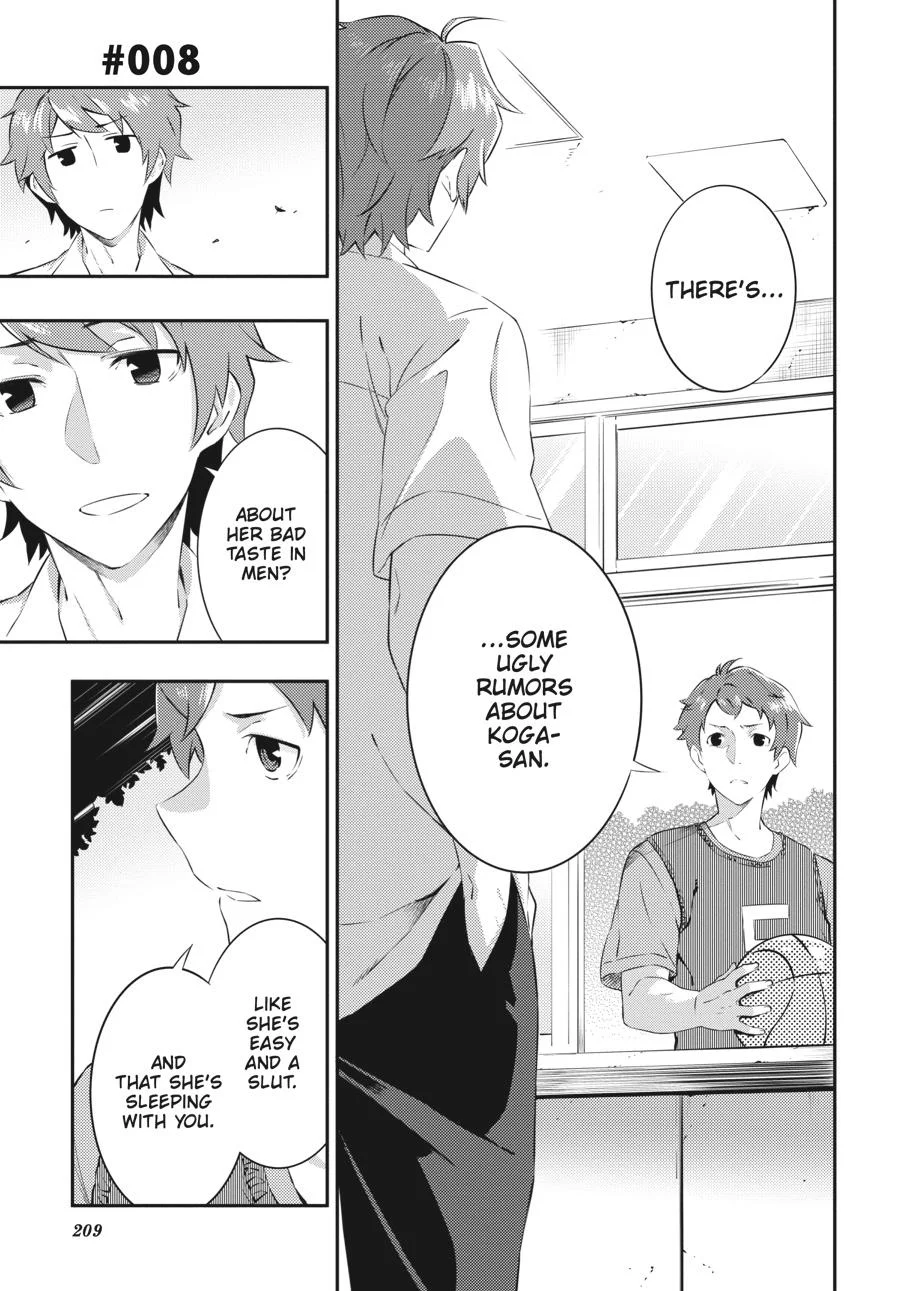 #008
THERE'S...
...SOME
UGLY
RUMORS
ABOUT
KOGA-
SAN.
ABOUT
HER BAD
TASTE IN
MEN?
LIKE
SHE'S
EASY
AND A
SLUT.
AND
THAT SHE'S
SLEEPING
WITH YOU.
209